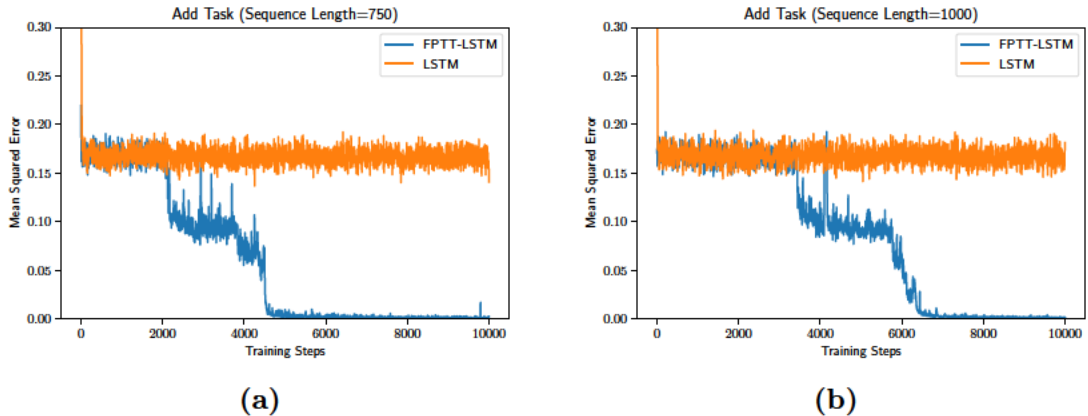 Add Task (Sequence Length=750)
0.30
0.25
0.20
0.15
0.10
0.05
0.00
Mean Squared Error
FPTT-LSTM
LSTM
0
2000
4000
6000
8000
10000
Training Steps
(a)
Add Task (Sequence Length=1000)
0.30
0.25
0.20
0.15
0.10
0.05
0.00
Mean Squared Error
FPTT-LSTM
LSTM
0
2000
4000
6000
8000
10000
Training Steps
(b)